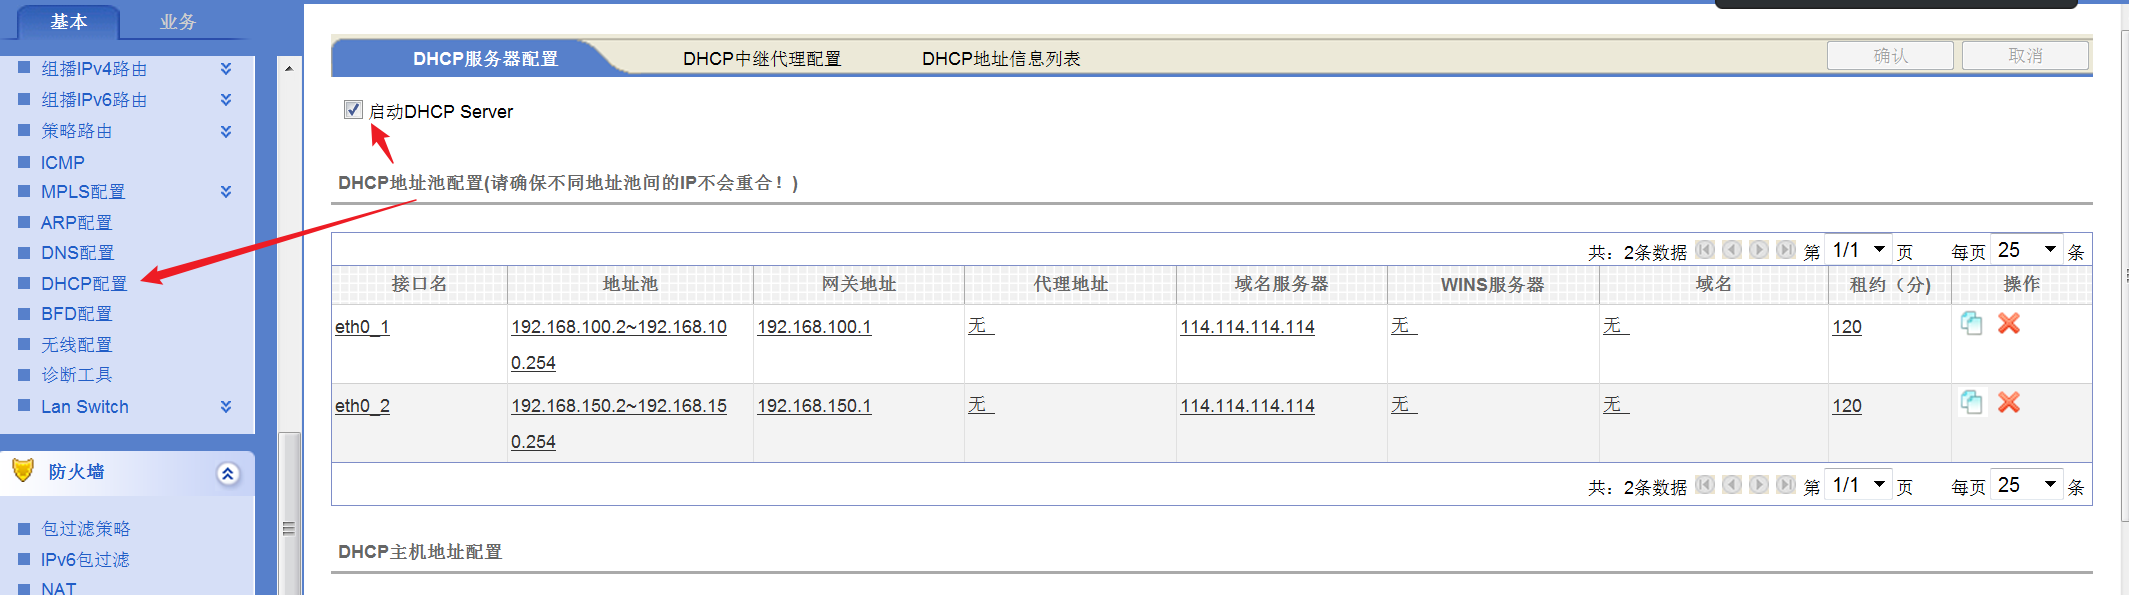 基本
业务
组播IPv4路由
组播IPv6路由
策略路由
ICMP
MPLS配置
ARP配置
DNS配置
DHCP配置
BFD配置
无线配置
诊断工具
Lan Switch
防火墙
包过滤策略
IPv6包过滤
NAT
DHCP服务器配置
DHCP中继代理配置
DHCP地址信息列表
确认
取消
启动DHCP Server
DHCP地址池配置(请确保不同地址池间的IP不会重合！)
共：2条数据 第 1/1 页 每页 25 条
接口名 地址池 网关地址 代理地址 域名服务器 WINS服务器 域名 租约（分) 操作
eth0_1 192.168.100.2~192.168.10 192.168.100.1 无 114.114.114.114 无 无 120
0.254
eth0_2 192.168.150.2~192.168.15 192.168.150.1 无 114.114.114.114 无 无 120
0.254
共：2条数据 第 1/1 页 每页 25 条
DHCP主机地址配置